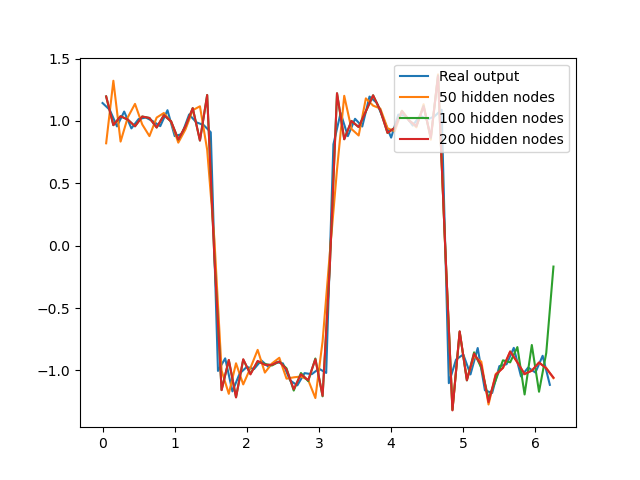 1.5
1.0
0.5
0.0
−0.5
−1.0
0 1 2 3 4 5 6
Real output
50 hidden nodes
100 hidden nodes
200 hidden nodes